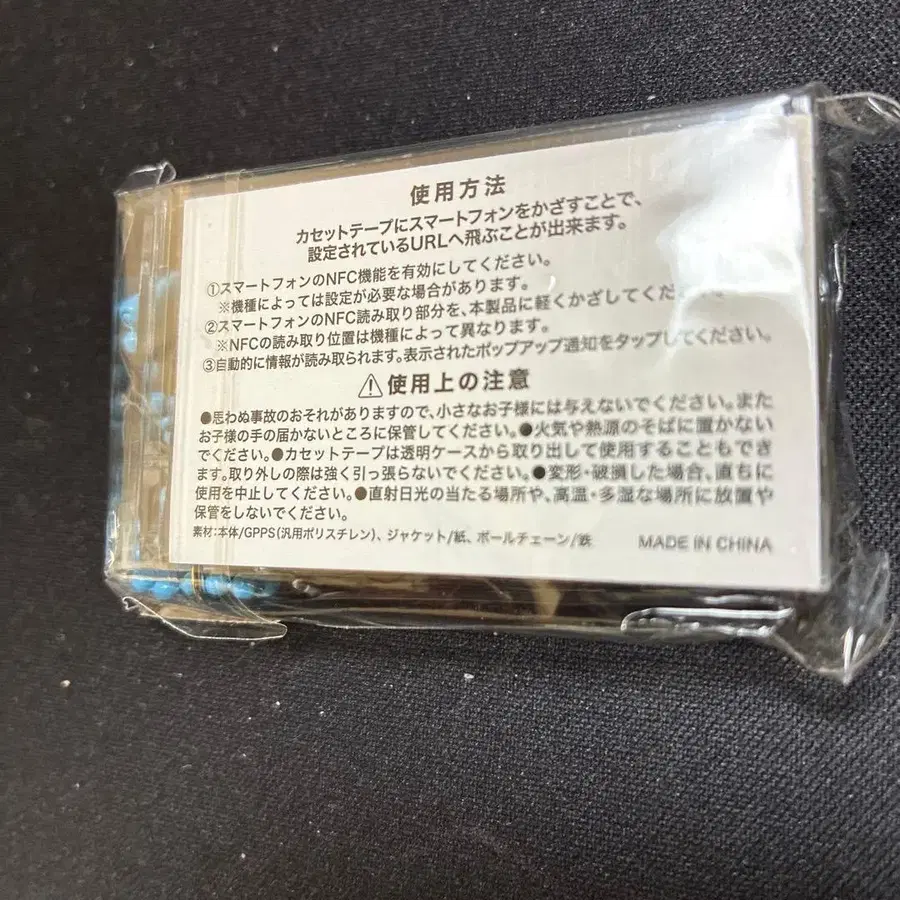 使用方法
カセットテープにスマートフォンをかざすことで、
設定されているURLへ飛ぶことが出来ます。
①スマートフォンのNFC機能を有効にしてください。
※機種によっては設定が必要な場合があります。
②スマートフォンのNFC読み取り部分を、本製品に軽くかざしてください。
※NFCの読み取り位置は機種によって異なります。
③自動的に情報が読み取られます。表示されたポップアップ通知をタップしてください。
⚠使用上の注意
●思わぬ事故のおそれがありますので、小さなお子様には与えないでください。また
お子様の手の届かないところに保管してください。●火気や熱源のそばに置かない
でください。●カセットテープは透明ケースから取り出して使用することもでき
ます。取り外しの際は強く引っ張らないでください。●変形・破損した場合、直ちに
使用を中止してください。●直射日光の当たる場所や、高温・多湿な場所に放置や
保管をしないでください。
素材:本体/GPPS(汎用ポリスチレン)、ジャケット/紙、ボールチェーン/鉄 MADE IN CHINA